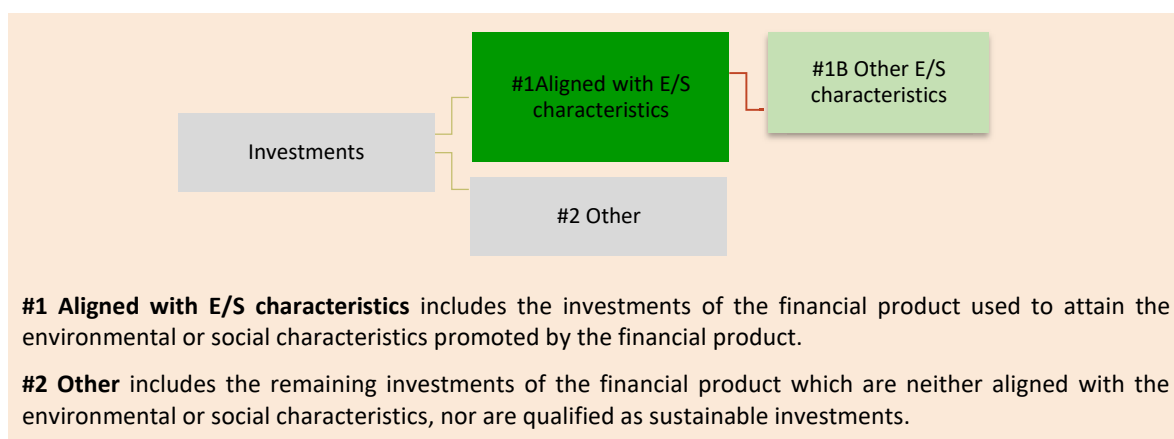 #1Aligned with E/S
characteristics
#1B Other E/S
characteristics
Investments
#2 Other
#1 Aligned with E/S characteristics includes the investments of the financial product used to attain the
environmental or social characteristics promoted by the financial product.
#2 Other includes the remaining investments of the financial product which are neither aligned with the
environmental or social characteristics, nor are qualified as sustainable investments.